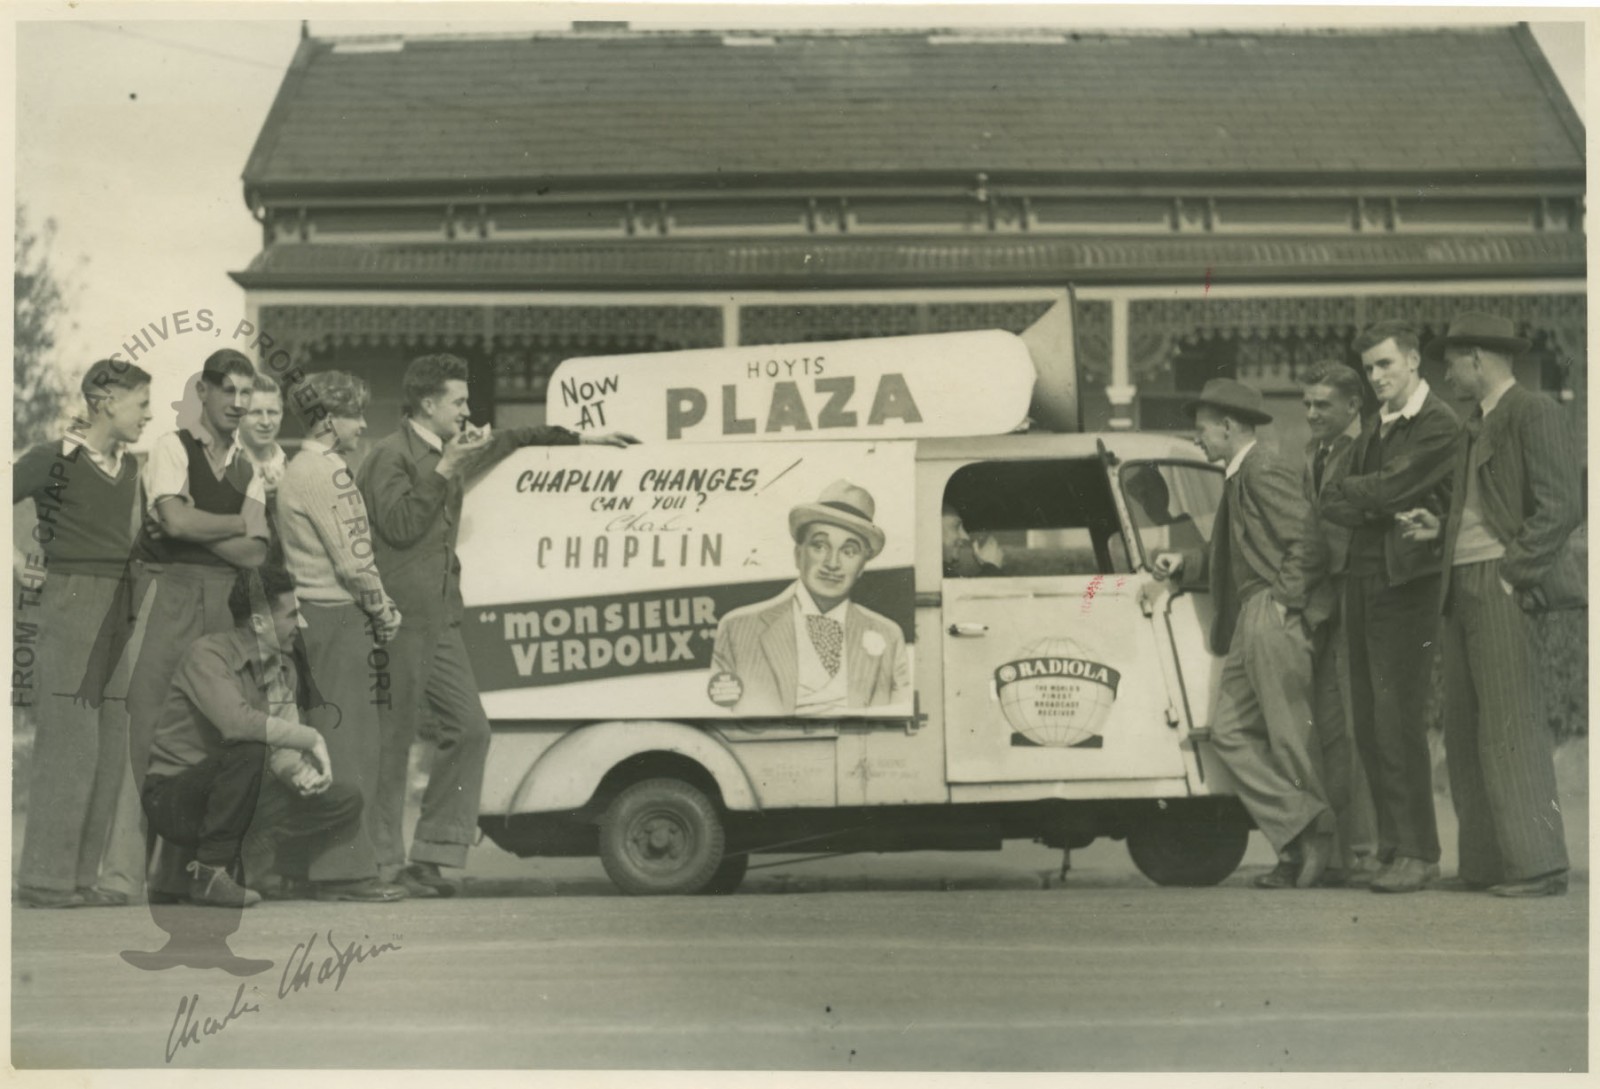 HOYTS
NOW AT
PLAZA
CHAPLIN CHANGES!
CAN YOU?
Chas.
CHAPLIN in
"MONSIEUR
VERDOUX"
RADIOLA
THE WORLD'S
FINEST
BROADCAST
RECEIVER
FROM THE CHAPLIN ARCHIVES, PROPERTY OF ROY EXPORT
Charlie Chaplin